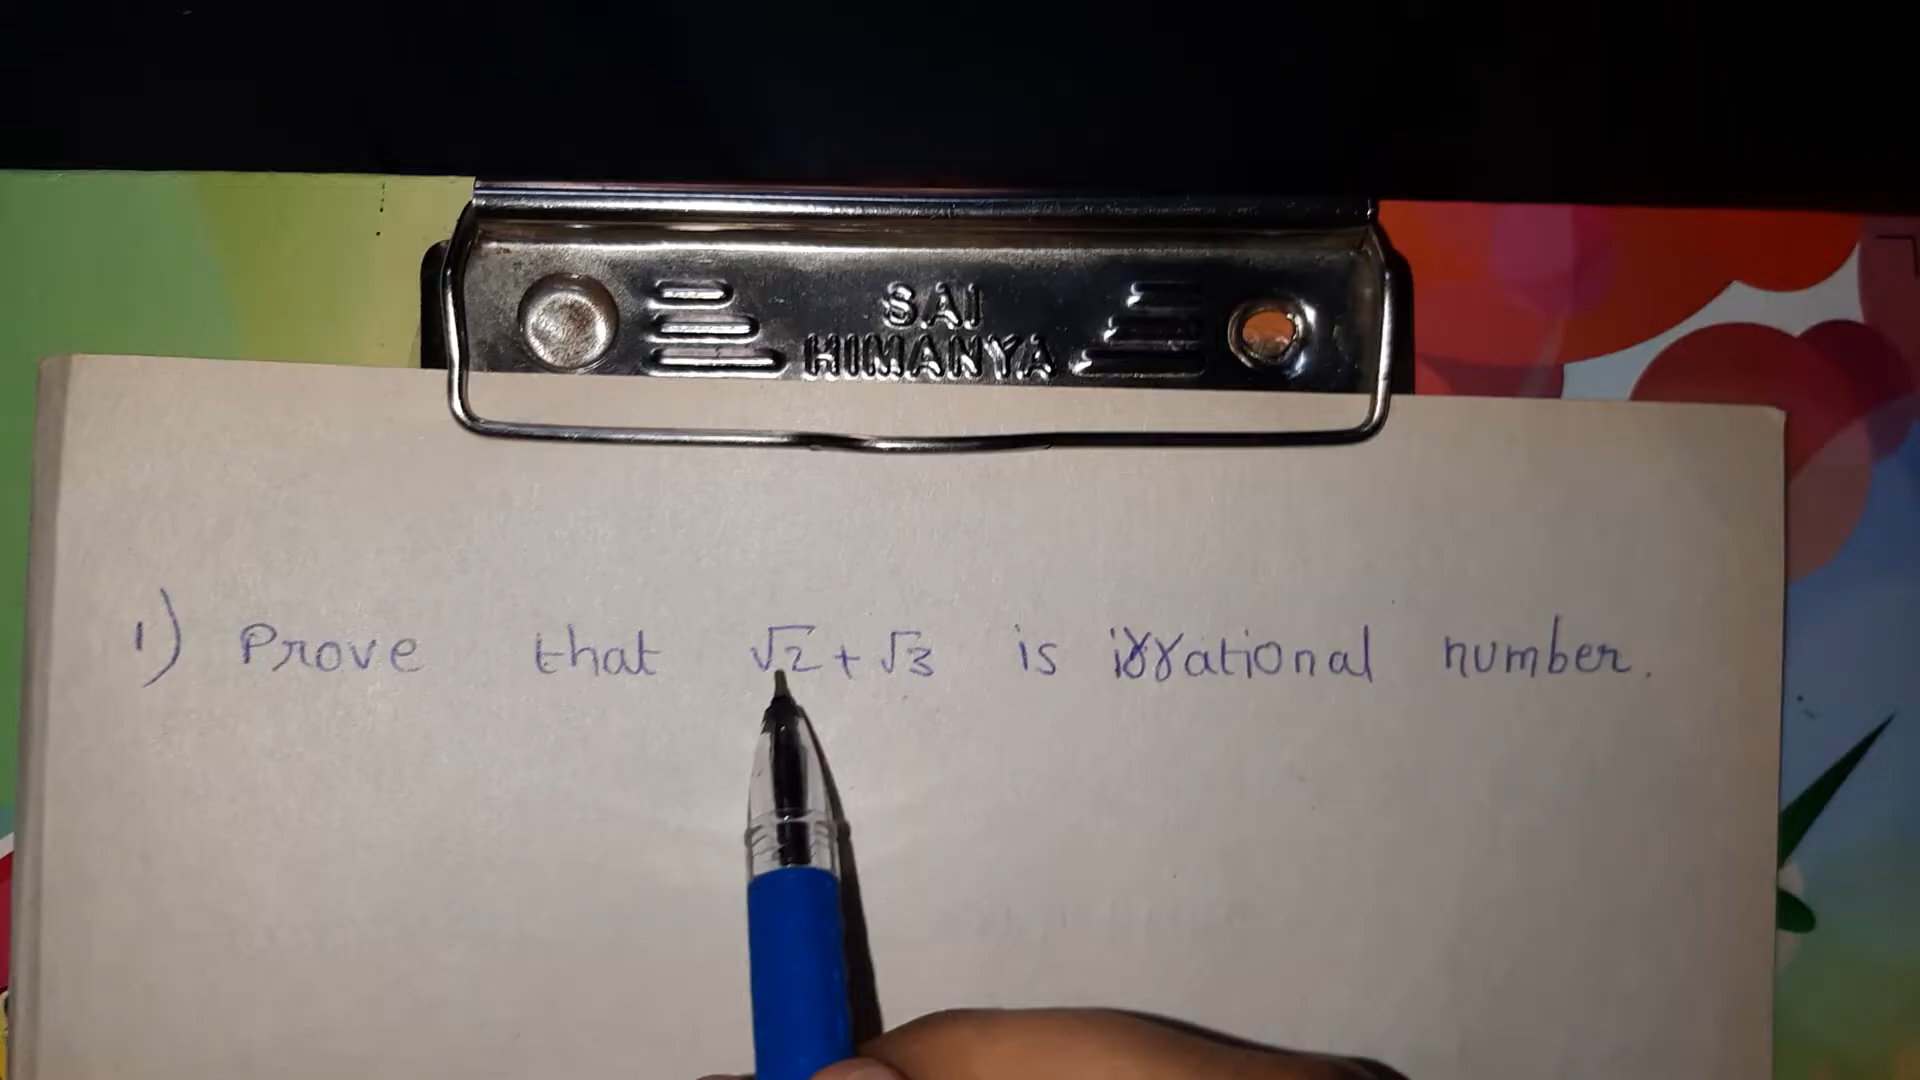 SAI
HIMANYA
1) Prove that √2 + √3 is irrational number.